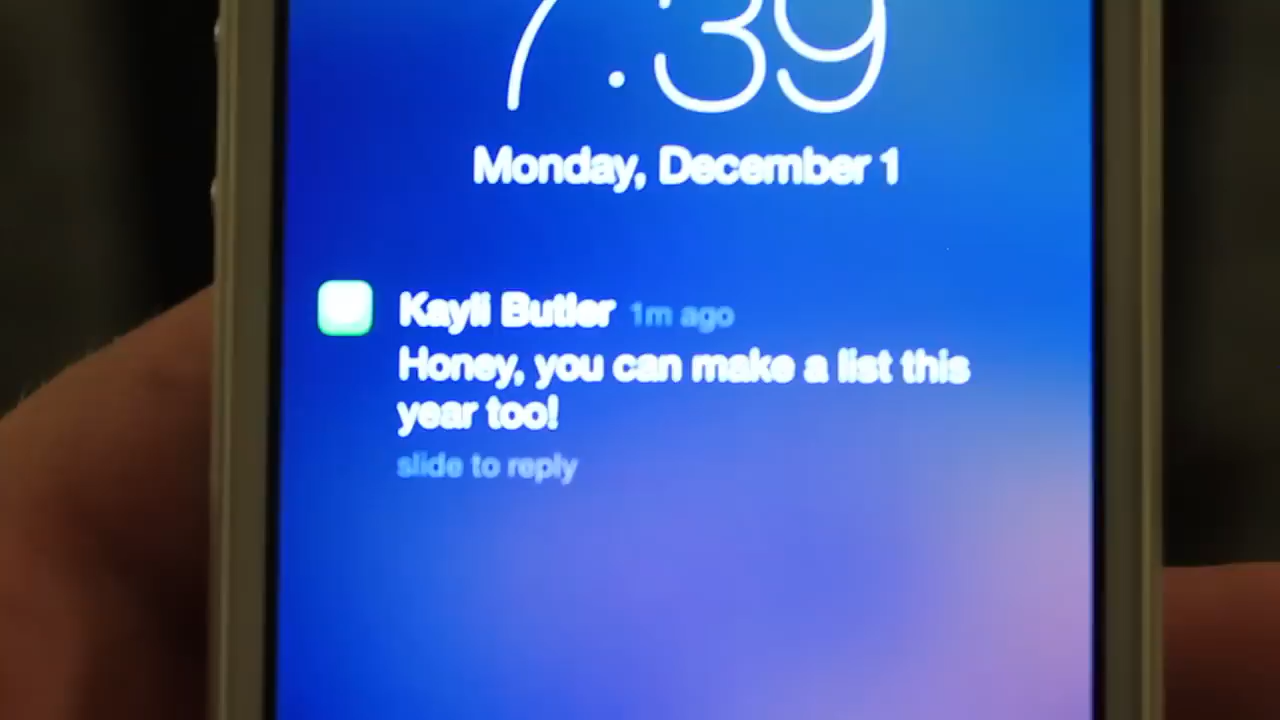 7:39
Monday, December 1
Kayli Butler 1m ago
Honey, you can make a list this
year too!
slide to reply